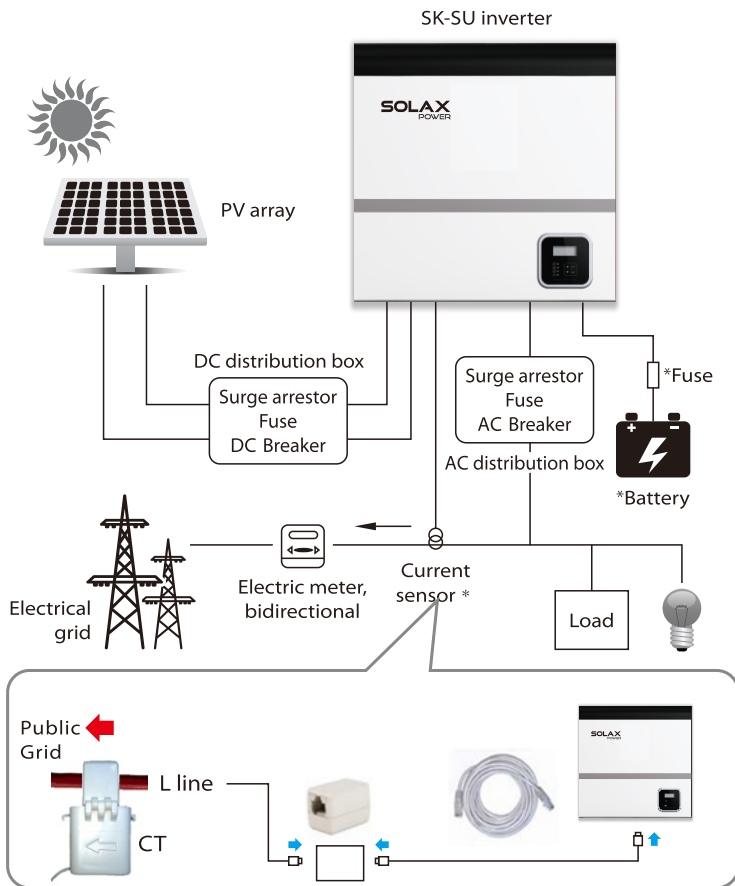 SK-SU inverter
SOLAX
POWER
PV array
DC distribution box
Surge arrestor
Fuse
DC Breaker
Surge arrestor
Fuse
AC Breaker
AC distribution box
*Fuse
+ −
*Battery
Electrical
grid
Electric meter,
bidirectional
Current
sensor *
Load
Public
Grid
L line
CT
SOLAX
POWER